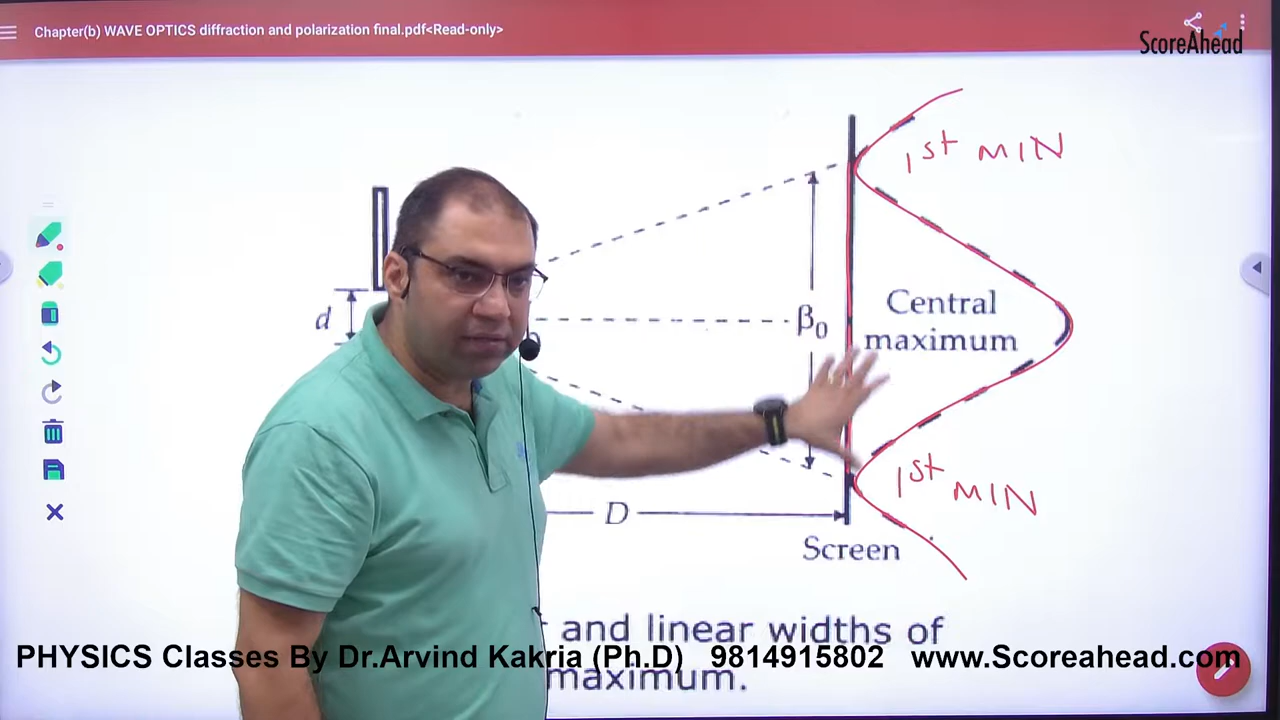 Chapter(b) WAVE OPTICS diffraction and polarization final.pdf<Read-only>
ScoreAhead
1st MIN
d
β0
Central
maximum
1st MIN
D
Screen
and linear widths of
maximum.
PHYSICS Classes By Dr.Arvind Kakria (Ph.D) 9814915802 www.Scoreahead.com